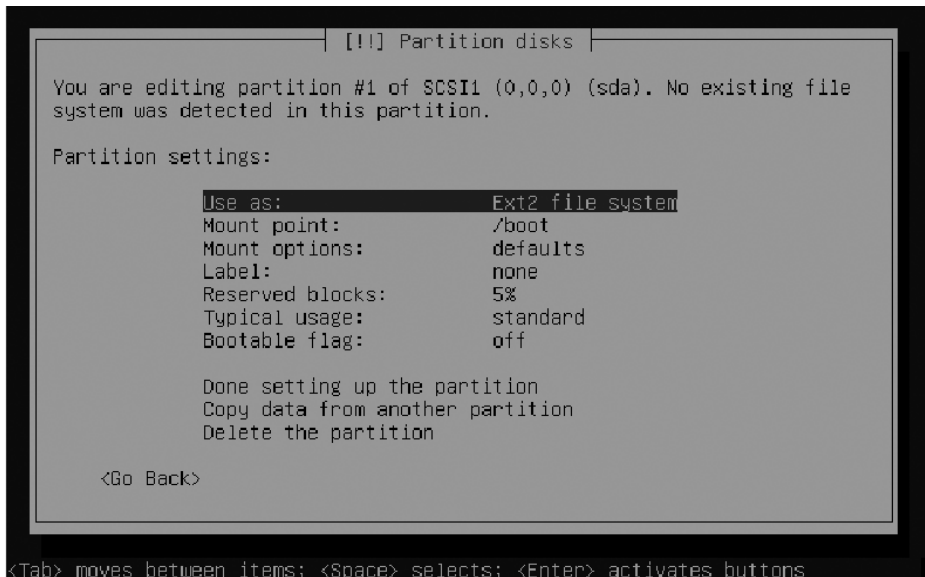 [!!] Partition disks
You are editing partition #1 of SCSI1 (0,0,0) (sda). No existing file
system was detected in this partition.
Partition settings:
Use as: Ext2 file system
Mount point: /boot
Mount options: defaults
Label: none
Reserved blocks: 5%
Typical usage: standard
Bootable flag: off
Done setting up the partition
Copy data from another partition
Delete the partition
<Go Back>
<Tab> moves between items; <Space> selects; <Enter> activates buttons